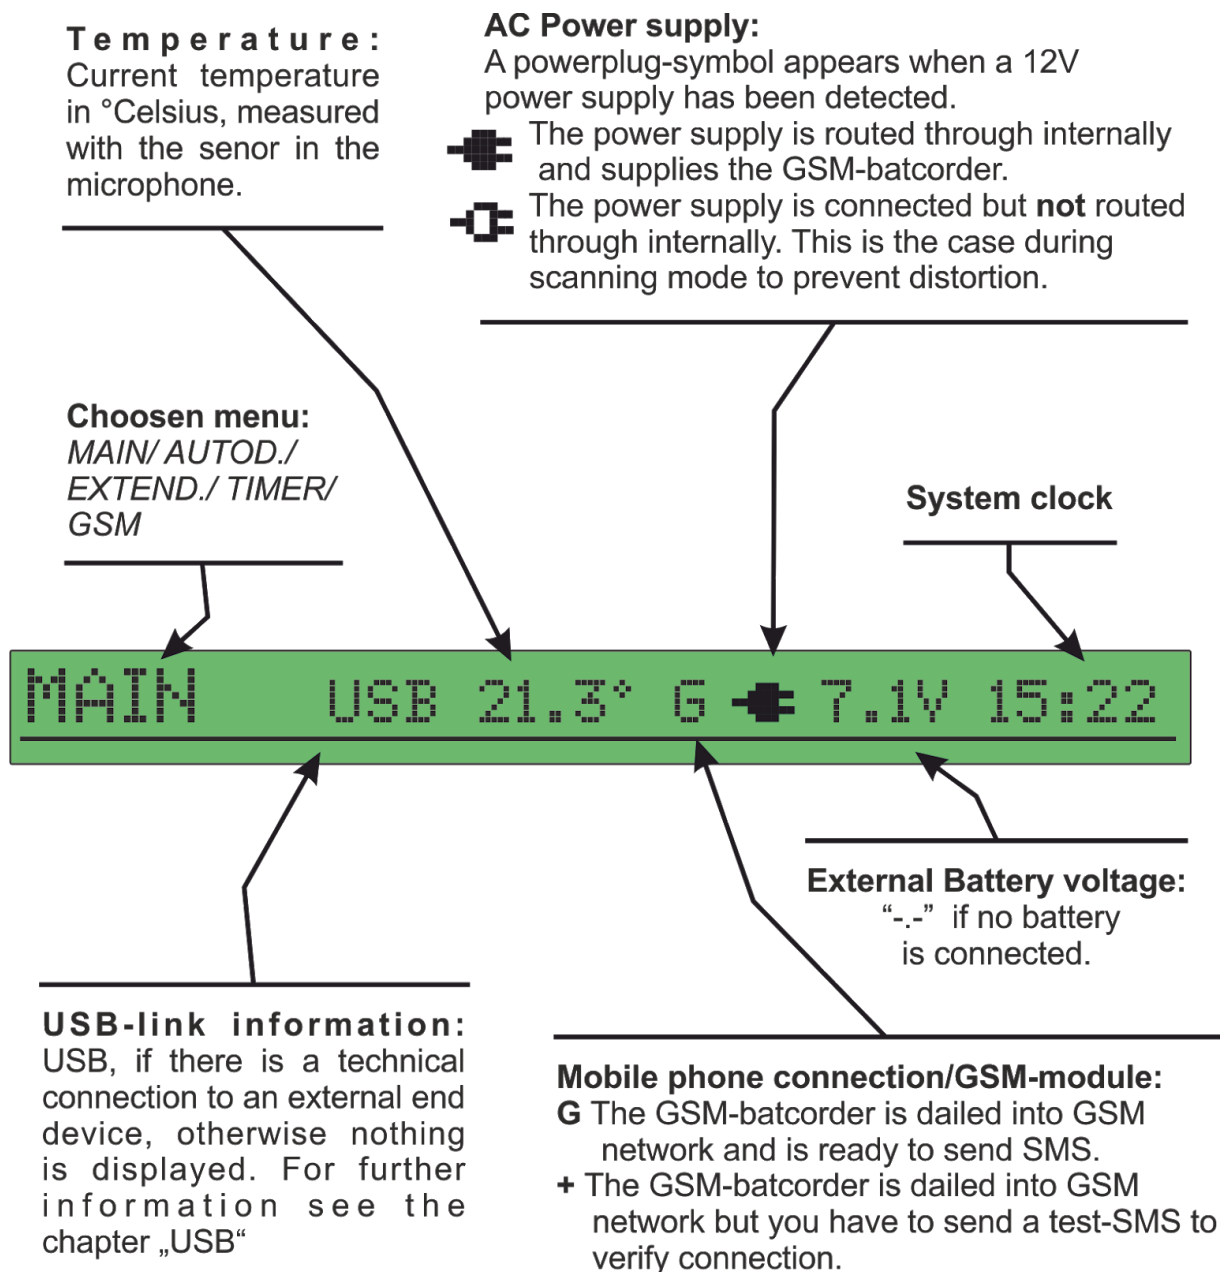 Temperature:
Current temperature
in °Celsius, measured
with the senor in the
microphone.
AC Power supply:
A powerplug-symbol appears when a 12V
power supply has been detected.
The power supply is routed through internally
and supplies the GSM-batcorder.
The power supply is connected but not routed
through internally. This is the case during
scanning mode to prevent distortion.
Choosen menu:
MAIN/ AUTOD./
EXTEND./ TIMER/
GSM
System clock
MAIN USB 21.3° G 7.1V 15:22
External Battery voltage:
“-.-” if no battery
is connected.
USB-link information:
USB, if there is a technical
connection to an external end
device, otherwise nothing
is displayed. For further
information see the
chapter „USB“
Mobile phone connection/GSM-module:
G The GSM-batcorder is dailed into GSM
network and is ready to send SMS.
+ The GSM-batcorder is dailed into GSM
network but you have to send a test-SMS to
verify connection.